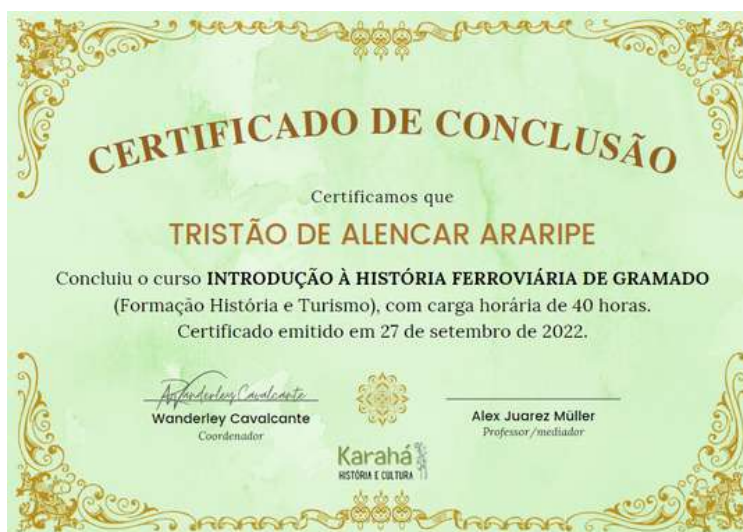 CERTIFICADO DE CONCLUSÃO
Certificamos que
TRISTÃO DE ALENCAR ARARIPE
Concluiu o curso INTRODUÇÃO À HISTÓRIA FERROVIÁRIA DE GRAMADO
(Formação História e Turismo), com carga horária de 40 horas.
Certificado emitido em 27 de setembro de 2022.
Wanderley Cavalcante
Wanderley Cavalcante
Coordenador
Alex Juarez Müller
Professor/mediador
Karahá
HISTÓRIA E CULTURA